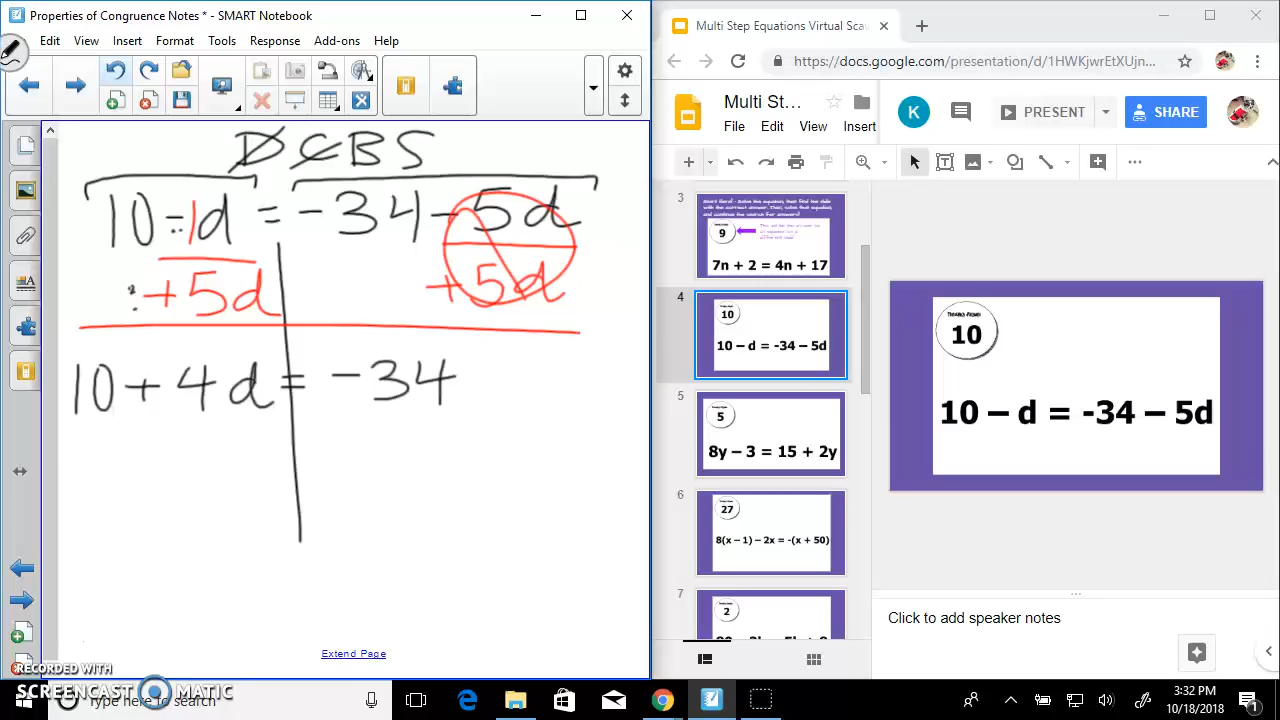 Properties of Congruence Notes * - SMART Notebook
Edit View Insert Format Tools Response Add-ons Help
D C B S
10 - 1d = -34 - 5d
+5d +5d
10 + 4d = -34
Extend Page
RECORDED WITH
SCREENCAST MATIC
Type here to search
Multi Step Equations Virtual Scav
https://docs.google.com/presentation/d/1HWKjwrEtXUjn...
Multi St...
File Edit View Insert
K
PRESENT
SHARE
3
9
7n + 2 = 4n + 17
4
10
10 – d = -34 – 5d
5
5
8y – 3 = 15 + 2y
6
27
8(x – 1) – 2x = -(x + 50)
7
2
10
10 – d = -34 – 5d
Click to add speaker notes
3:32 PM
10/18/2018
1